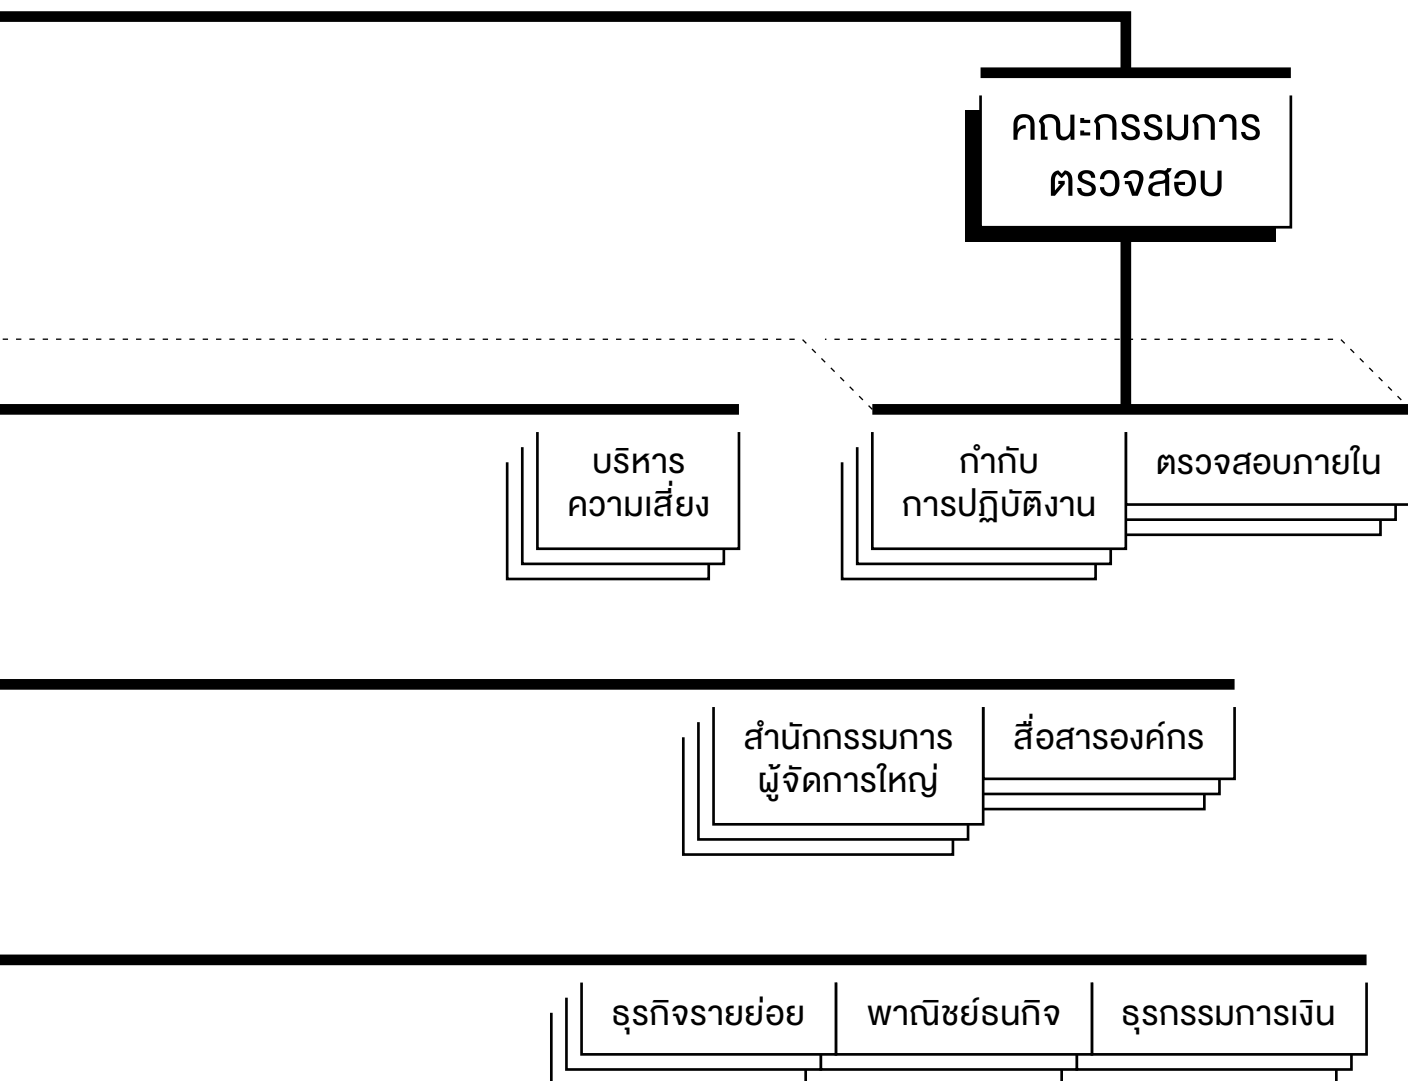 คณะกรรมการ
ตรวจสอบ
บริหาร
ความเสี่ยง
กำกับ
การปฏิบัติงาน
ตรวจสอบภายใน
สำนักกรรมการ
ผู้จัดการใหญ่
สื่อสารองค์กร
ธุรกิจรายย่อย
พาณิชย์ธนกิจ
ธุรกรรมการเงิน